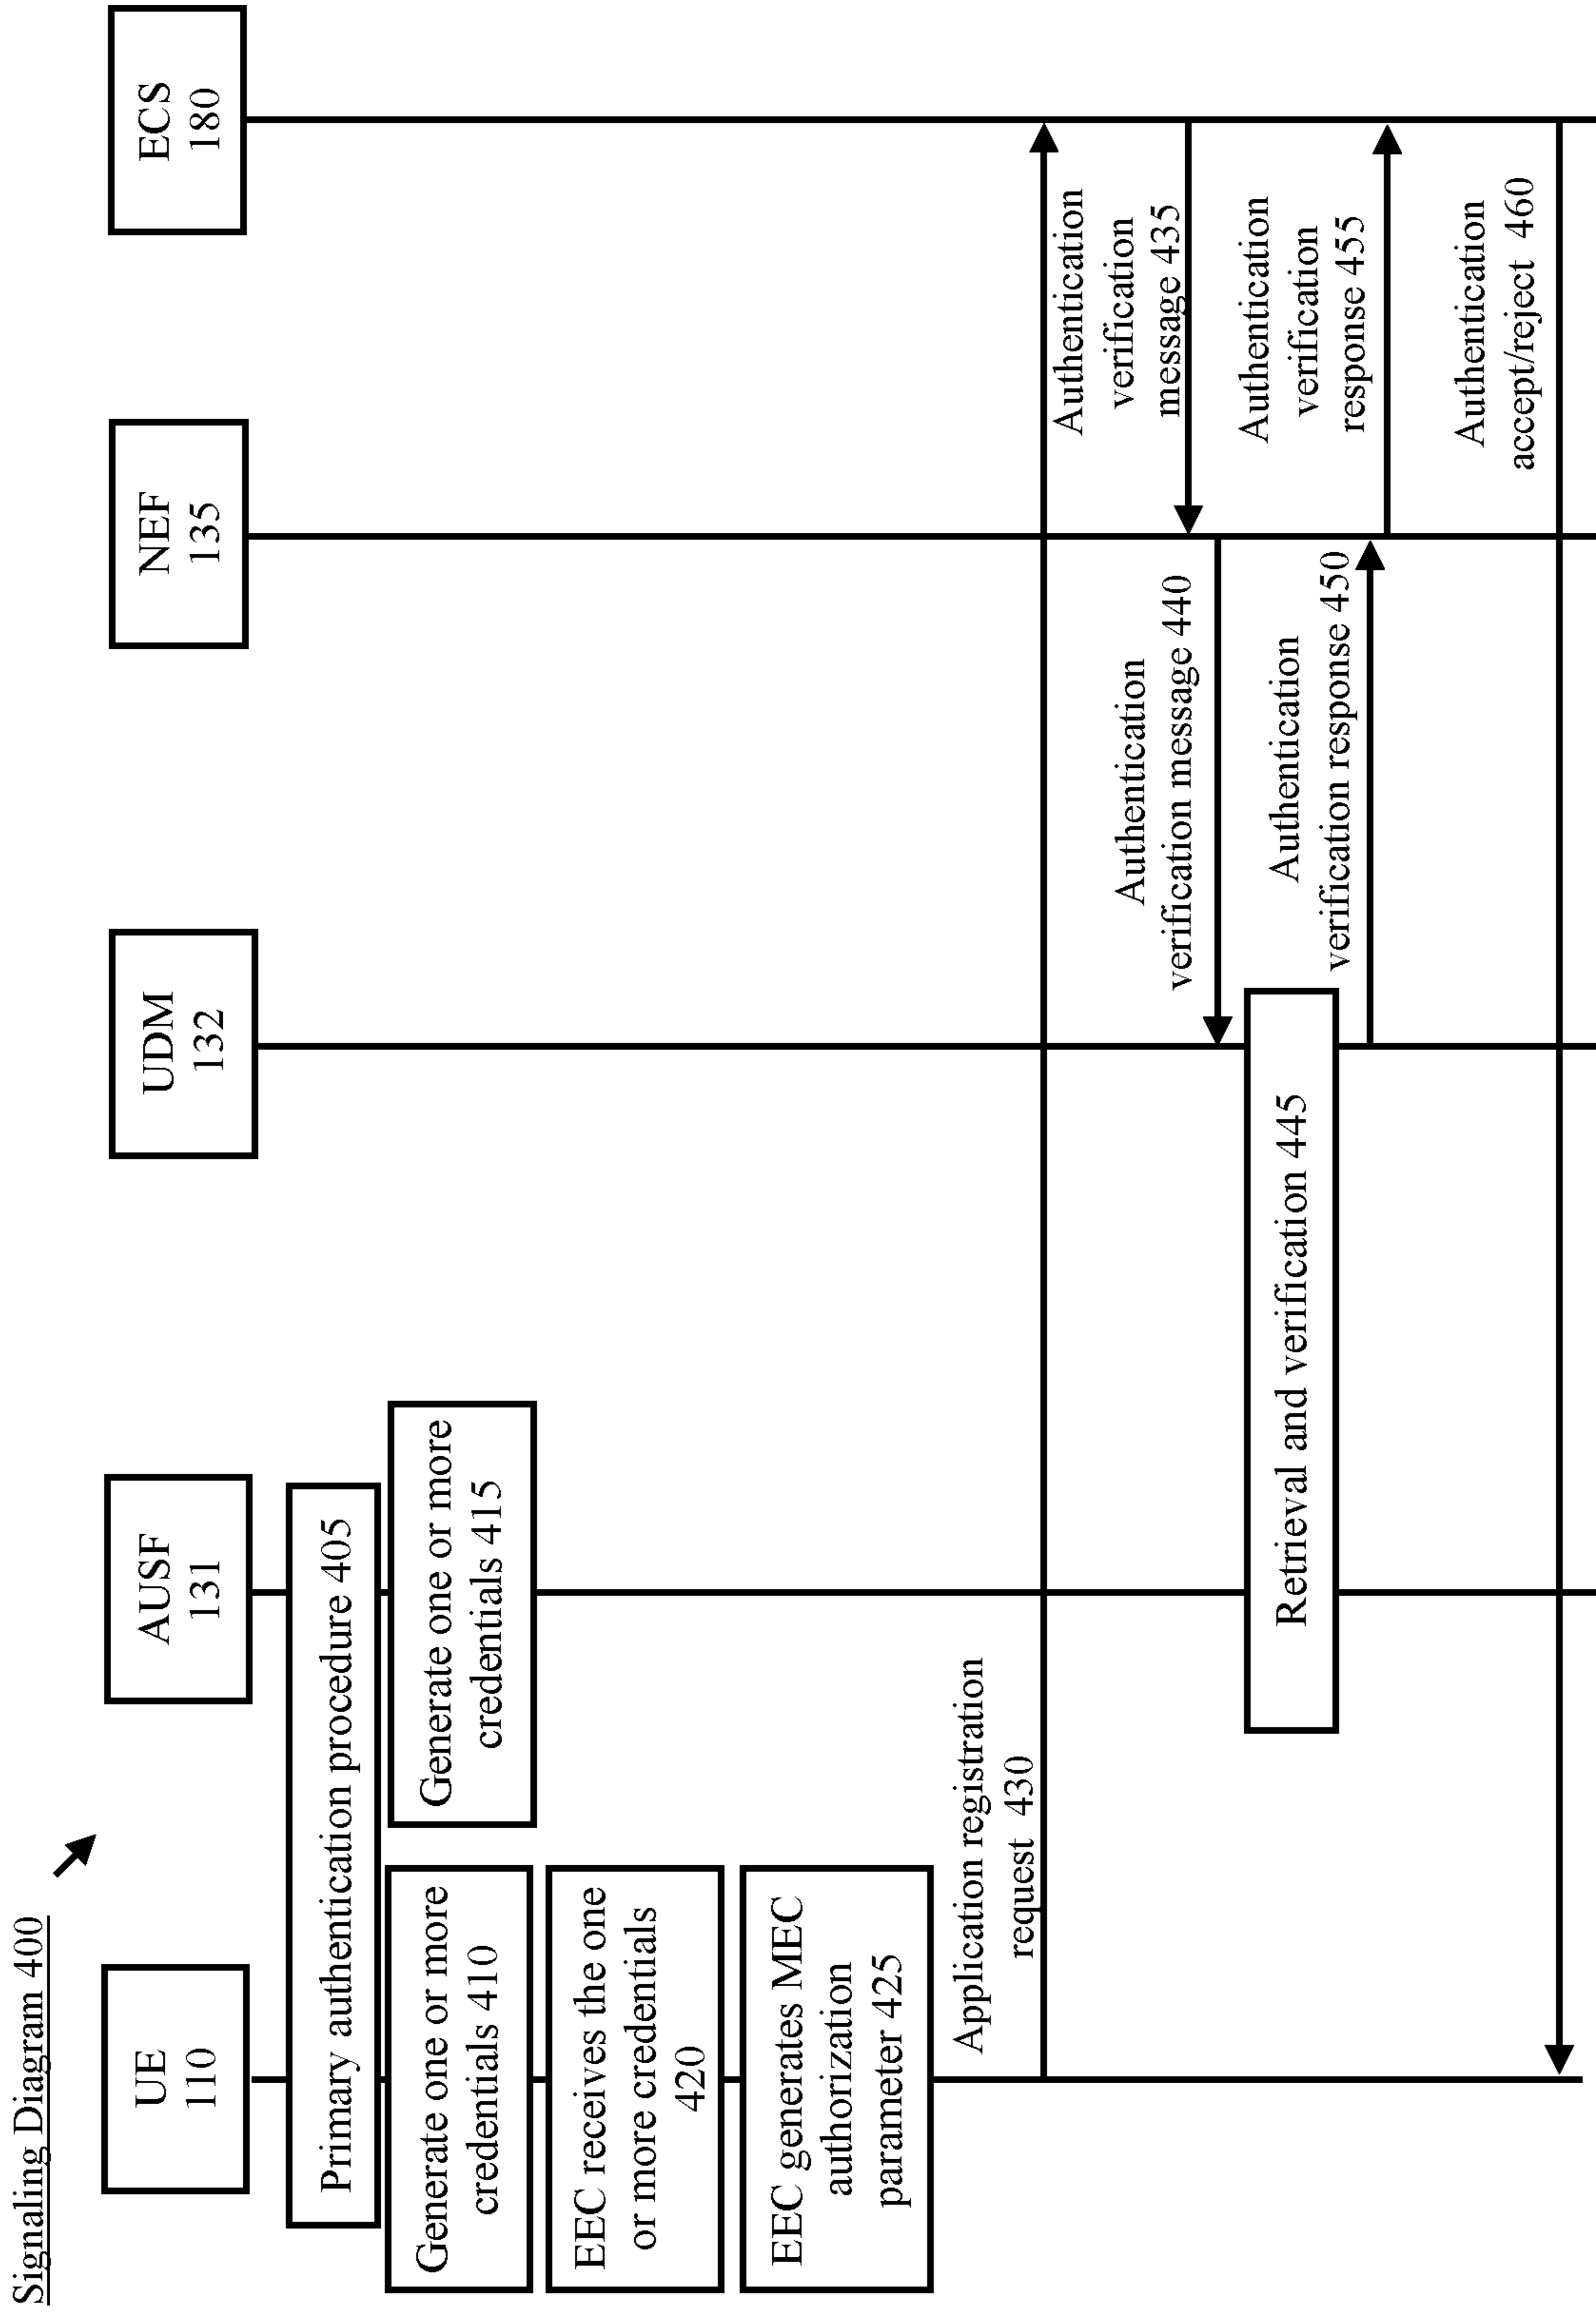 Signaling Diagram 400
UE
110
AUSF
131
UDM
132
NEF
135
ECS
180
Primary authentication procedure 405
Generate one or more
credentials 410
Generate one or more
credentials 415
EEC receives the one
or more credentials
420
EEC generates MEC
authorization
parameter 425
Application registration
request 430
Authentication
verification
message 435
Authentication
verification message 440
Retrieval and verification 445
Authentication
verification response 450
Authentication
verification
response 455
Authentication
accept/reject 460